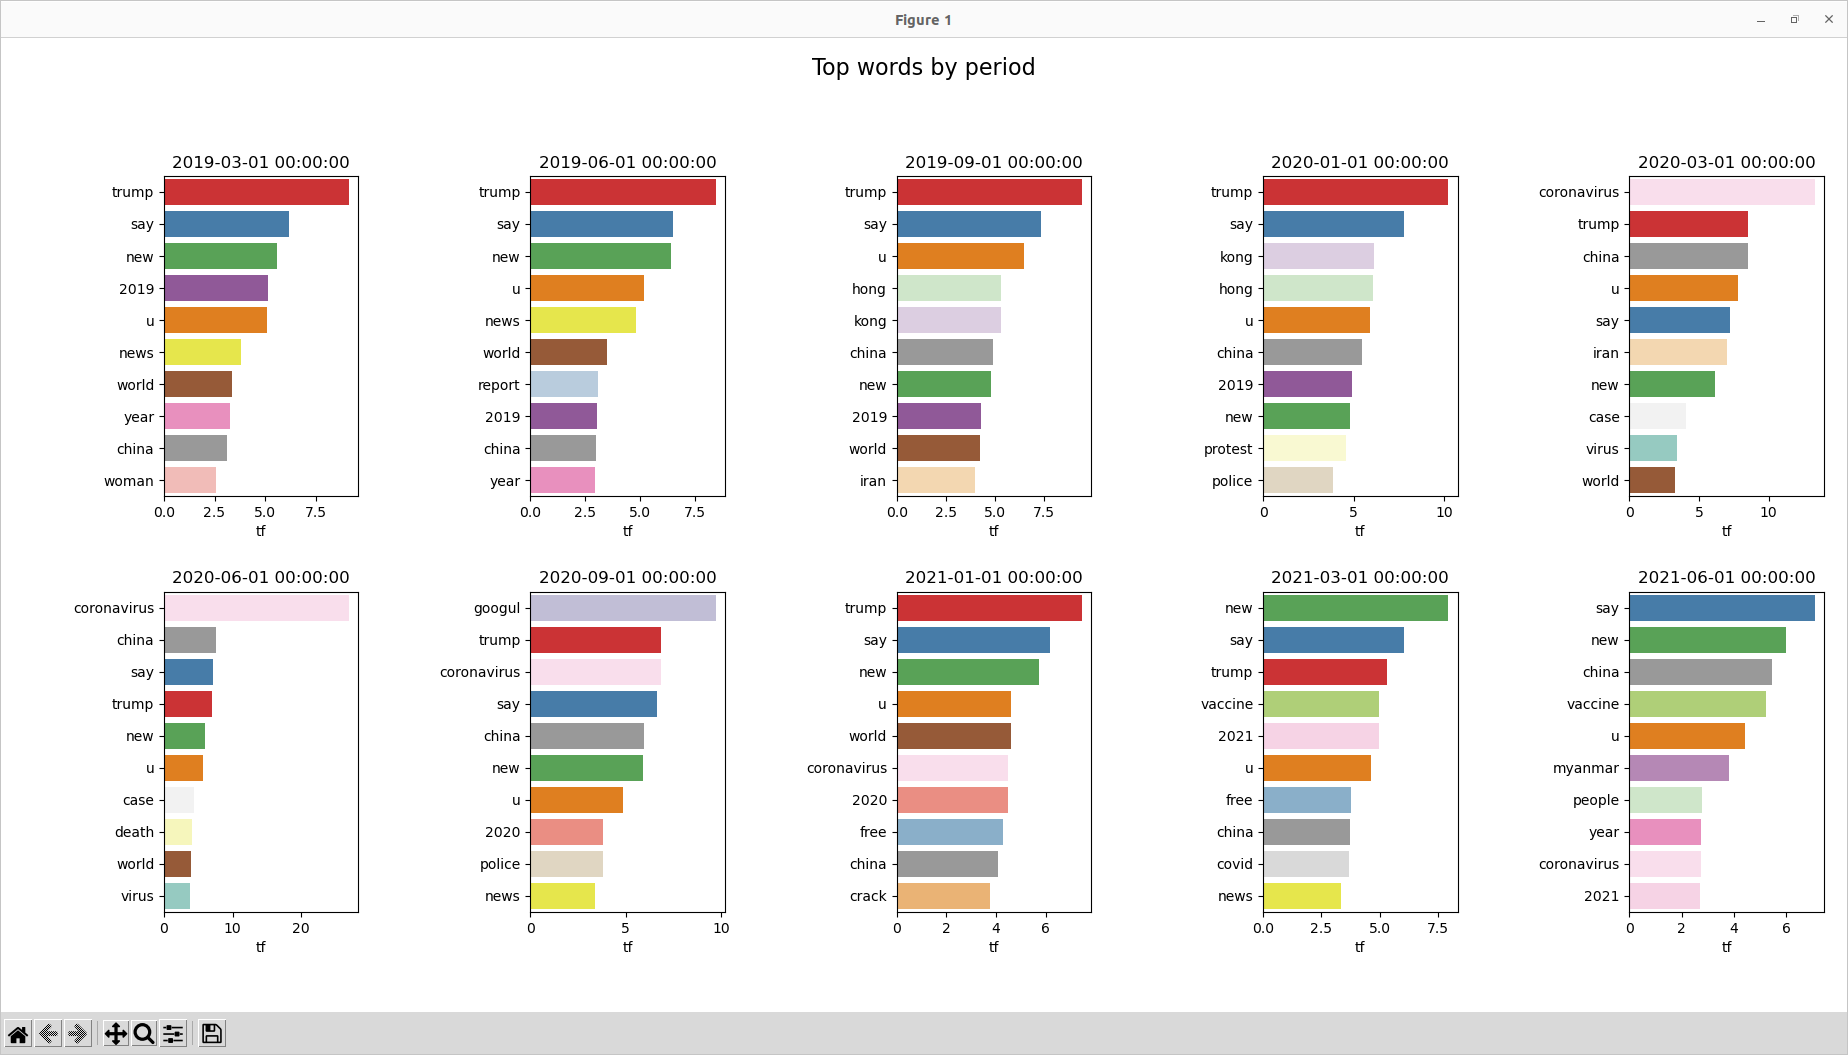 Figure 1
Top words by period
2019-03-01 00:00:00
trump
say
new
2019
u
news
world
year
china
woman
0.0 2.5 5.0 7.5
tf
2019-06-01 00:00:00
trump
say
new
u
news
world
report
2019
china
year
0.0 2.5 5.0 7.5
tf
2019-09-01 00:00:00
trump
say
u
hong
kong
china
new
2019
world
iran
0.0 2.5 5.0 7.5
tf
2020-01-01 00:00:00
trump
say
kong
hong
u
china
2019
new
protest
police
0 5 10
tf
2020-03-01 00:00:00
coronavirus
trump
china
u
say
iran
new
case
virus
world
0 5 10
tf
2020-06-01 00:00:00
coronavirus
china
say
trump
new
u
case
death
world
virus
0 10 20
tf
2020-09-01 00:00:00
googul
trump
coronavirus
say
china
new
u
2020
police
news
0 5 10
tf
2021-01-01 00:00:00
trump
say
new
u
world
coronavirus
2020
free
china
crack
0 2 4 6
tf
2021-03-01 00:00:00
new
say
trump
vaccine
2021
u
free
china
covid
news
0.0 2.5 5.0 7.5
tf
2021-06-01 00:00:00
say
new
china
vaccine
u
myanmar
people
year
coronavirus
2021
0 2 4 6
tf